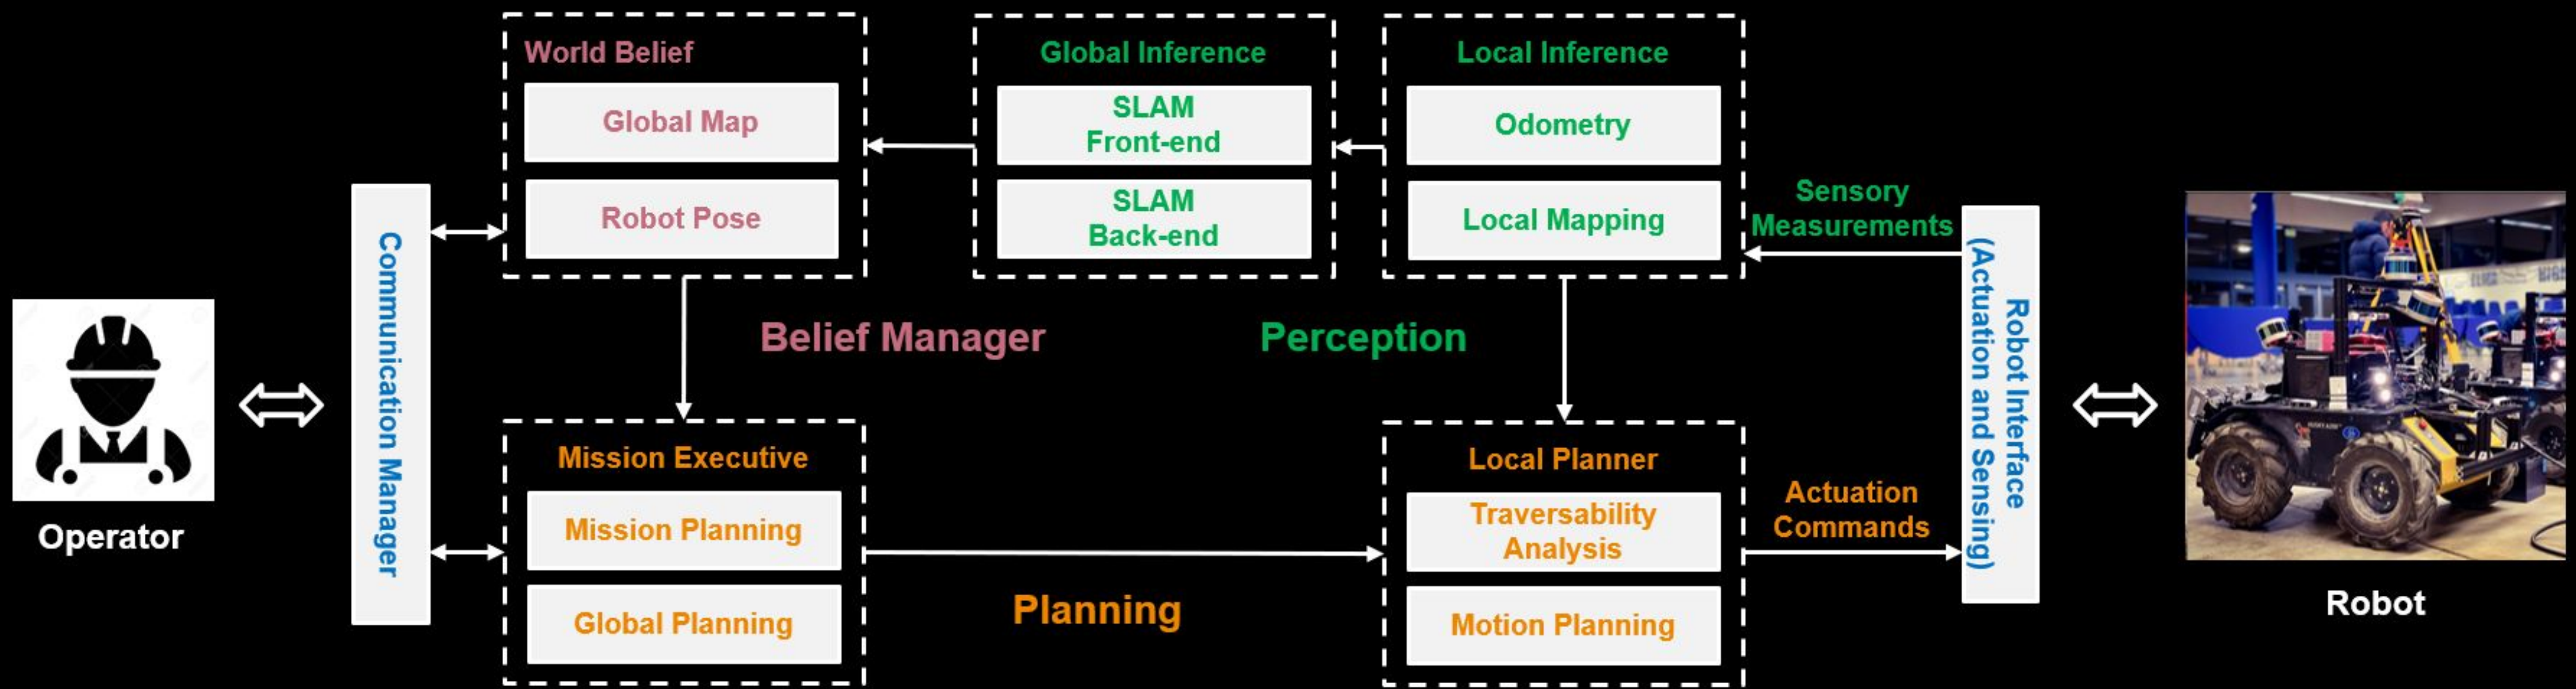 World Belief
Global Map
Robot Pose
Global Inference
SLAM
Front-end
SLAM
Back-end
Local Inference
Odometry
Local Mapping
Sensory
Measurements
Communication Manager
Robot Interface
(Actuation and Sensing)
Belief Manager
Perception
Operator
Mission Executive
Mission Planning
Global Planning
Planning
Local Planner
Traversability
Analysis
Motion Planning
Actuation
Commands
Robot